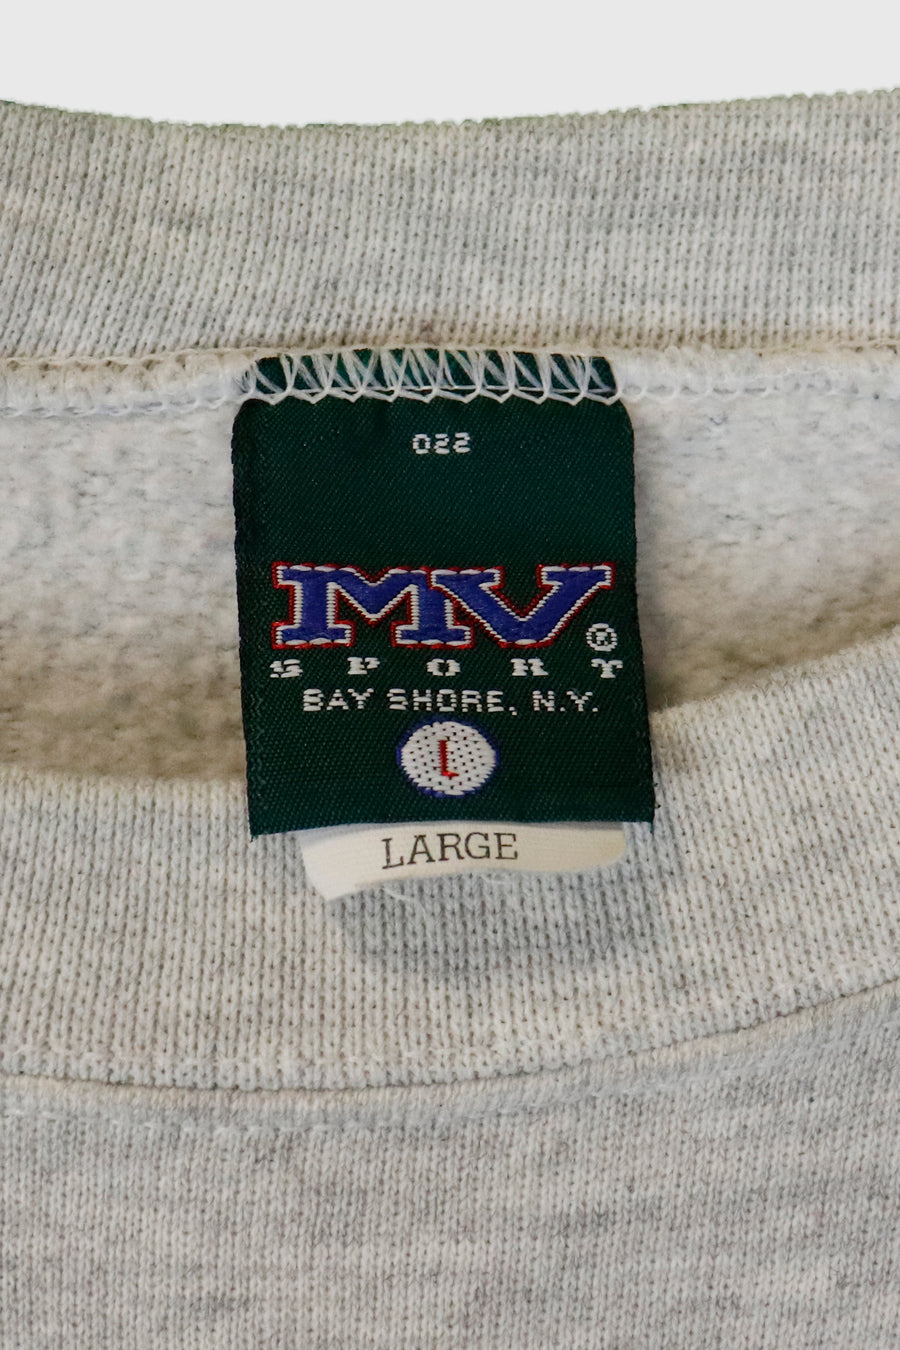 022
MV®
SPORT
BAY SHORE, N.Y.
L
LARGE